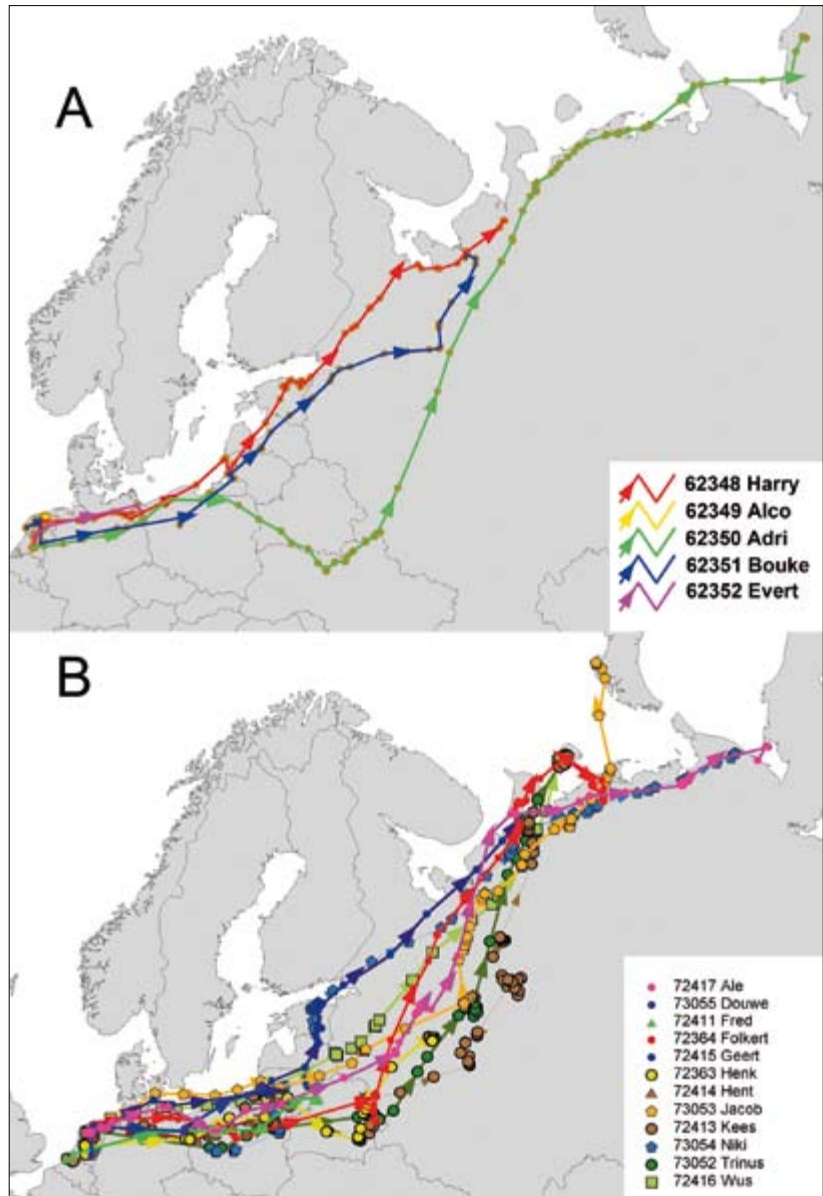 A
62348 Harry
62349 Alco
62350 Adri
62351 Bouke
62352 Evert
B
72417 Ale
73055 Douwe
72411 Fred
72364 Folkert
72415 Geert
72363 Henk
72414 Hent
73053 Jacob
72413 Kees
73054 Niki
73052 Trinus
72416 Wus